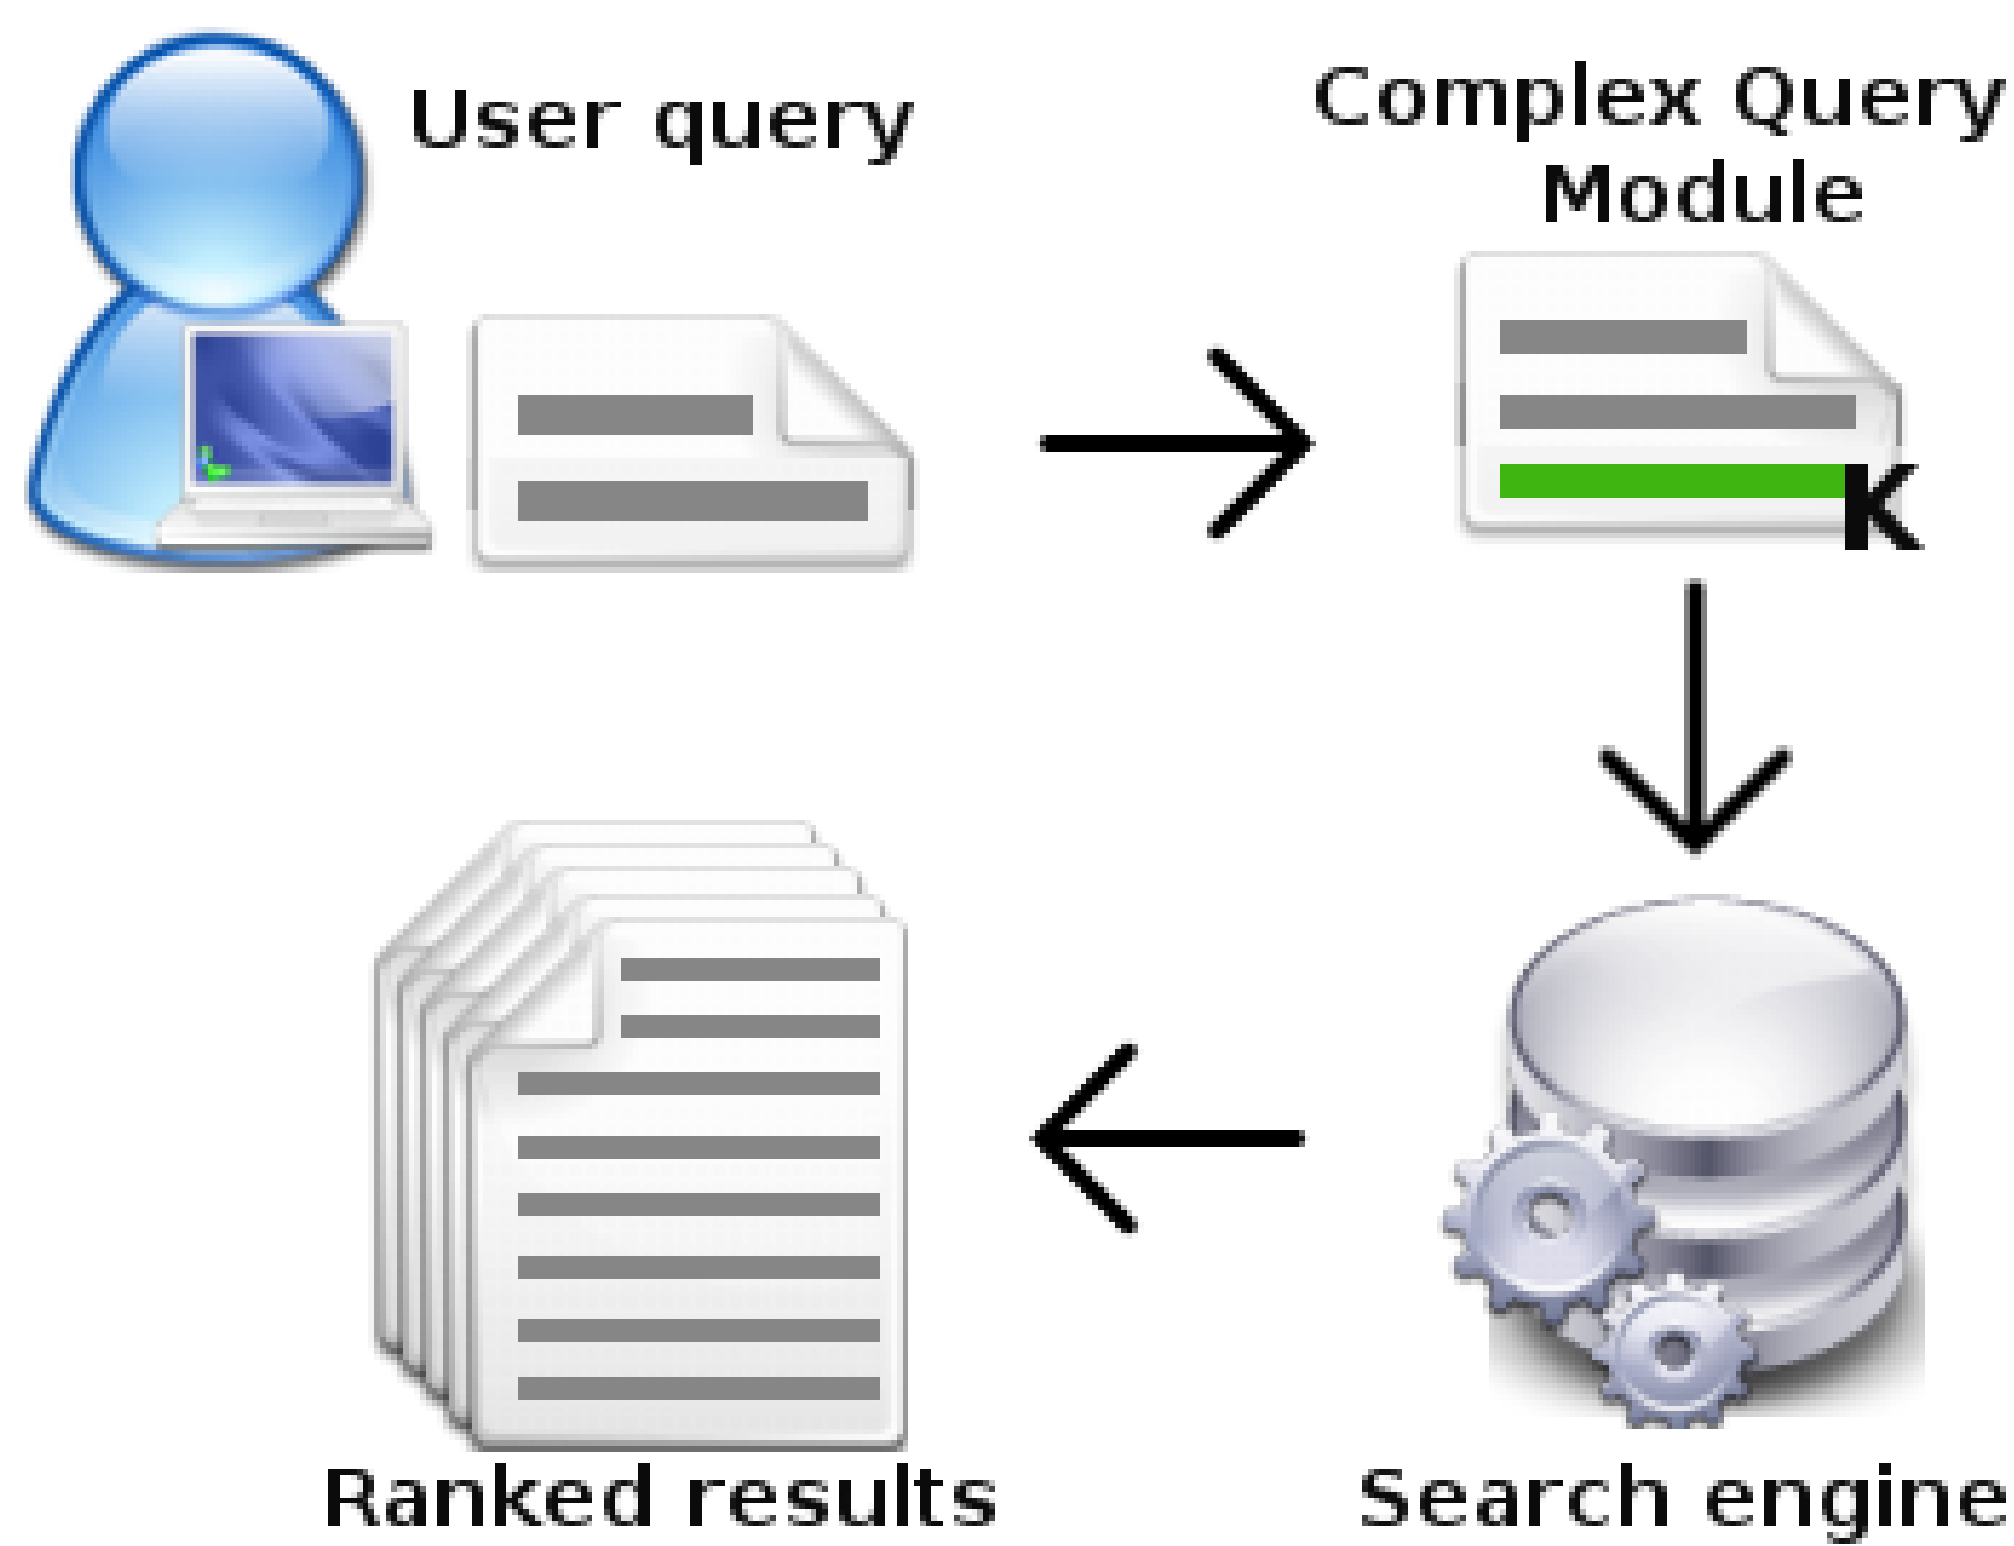 User query
Complex Query
Module
K
Ranked results
Search engine